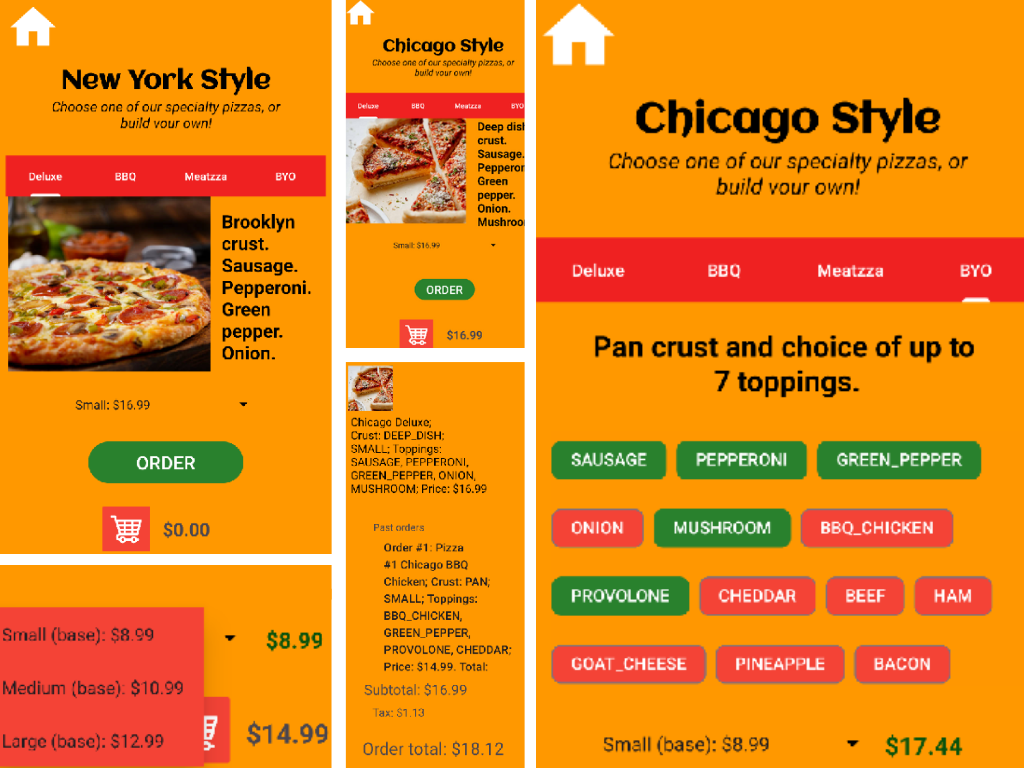 New York Style
Choose one of our specialty pizzas, or
build your own!
Deluxe BBQ Meatzza BYO
Brooklyn
crust.
Sausage.
Pepperoni.
Green
pepper.
Onion.
Small: $16.99
ORDER
$0.00
Small (base): $8.99
$8.99
Medium (base): $10.99
Large (base): $12.99
$14.99
Chicago Style
Choose one of our specialty pizzas, or
build your own!
Deluxe BBQ Meatzza BYO
Deep dish
crust.
Sausage.
Pepperon
Green
pepper.
Onion.
Mushroo
Small: $16.99
ORDER
$16.99
Chicago Deluxe;
Crust: DEEP_DISH;
SMALL; Toppings:
SAUSAGE, PEPPERONI,
GREEN_PEPPER, ONION,
MUSHROOM; Price: $16.99
Past orders
Order #1: Pizza
#1 Chicago BBQ
Chicken; Crust: PAN;
SMALL; Toppings:
BBQ_CHICKEN,
GREEN_PEPPER,
PROVOLONE, CHEDDAR;
Price: $14.99. Total:
Subtotal: $16.99
Tax: $1.13
Order total: $18.12
Chicago Style
Choose one of our specialty pizzas, or
build your own!
Deluxe BBQ Meatzza BYO
Pan crust and choice of up to
7 toppings.
SAUSAGE PEPPERONI GREEN_PEPPER
ONION MUSHROOM BBQ_CHICKEN
PROVOLONE CHEDDAR BEEF HAM
GOAT_CHEESE PINEAPPLE BACON
Small (base): $8.99 $17.44